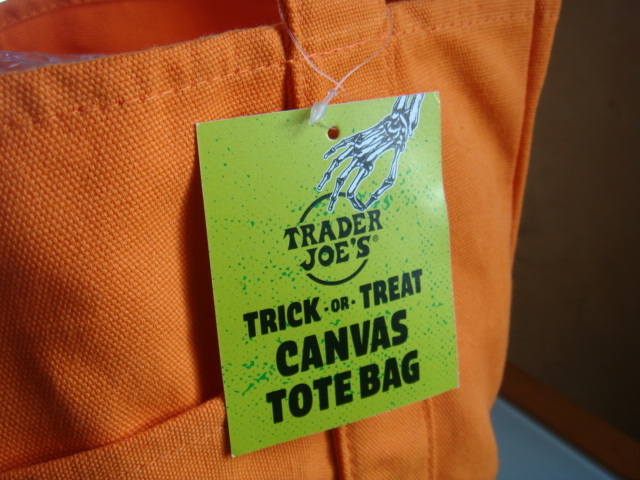 TRADER
JOE'S®
TRICK -OR- TREAT
CANVAS
TOTE BAG